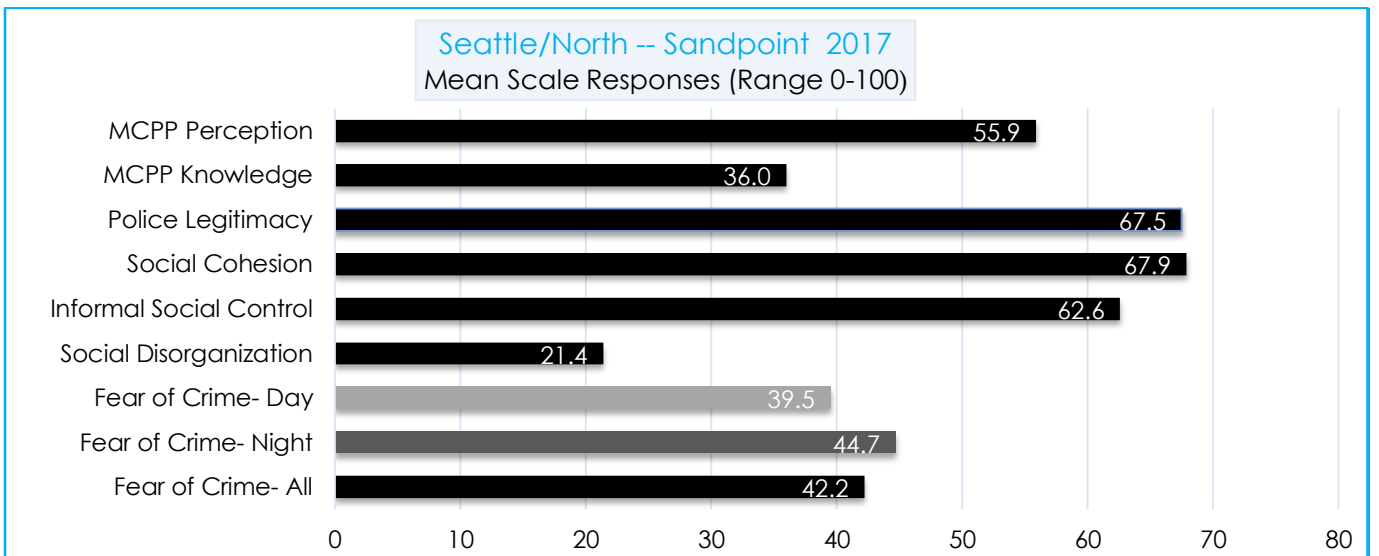 Seattle/North -- Sandpoint 2017
Mean Scale Responses (Range 0-100)
MCPP Perception 55.9
MCPP Knowledge 36.0
Police Legitimacy 67.5
Social Cohesion 67.9
Informal Social Control 62.6
Social Disorganization 21.4
Fear of Crime- Day 39.5
Fear of Crime- Night 44.7
Fear of Crime- All 42.2
0 10 20 30 40 50 60 70 80